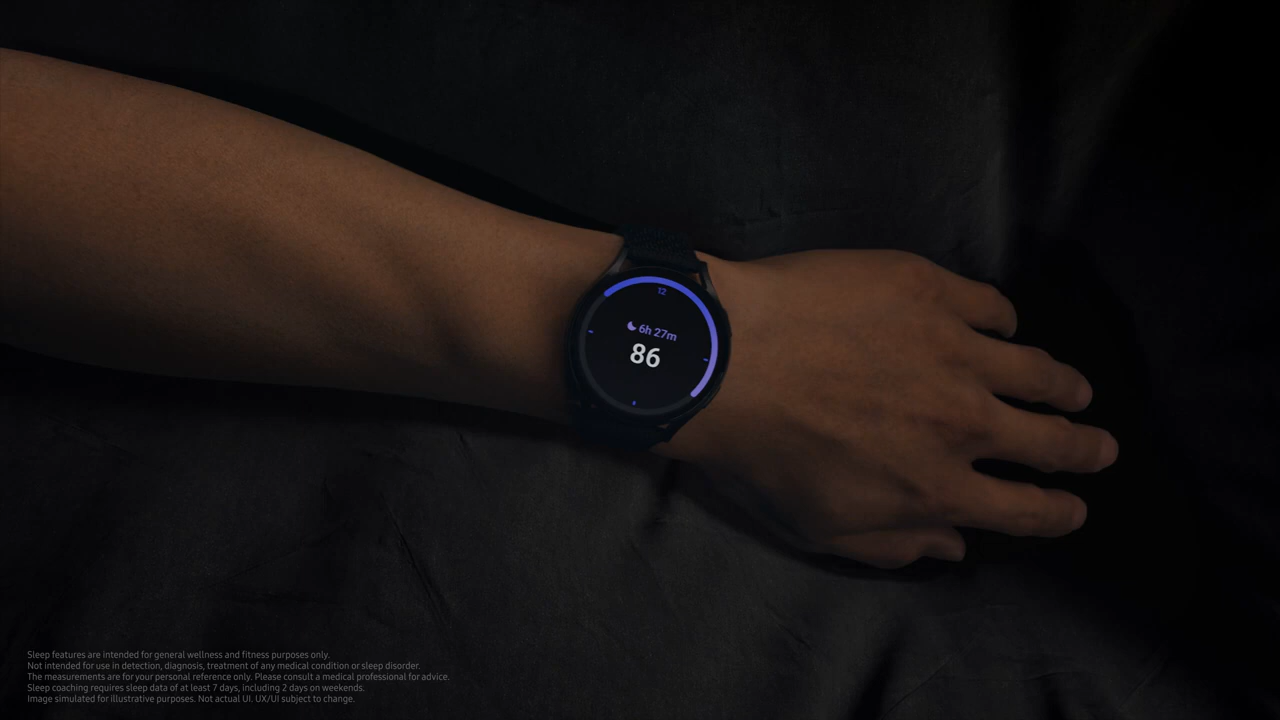 12
6h 27m
86
6
Sleep features are intended for general wellness and fitness purposes only.
Not intended for use in detection, diagnosis, treatment of any medical condition or sleep disorder.
The measurements are for your personal reference only. Please consult a medical professional for advice.
Sleep coaching requires sleep data of at least 7 days, including 2 days on weekends.
Image simulated for illustrative purposes. Not actual UI. UX/UI subject to change.